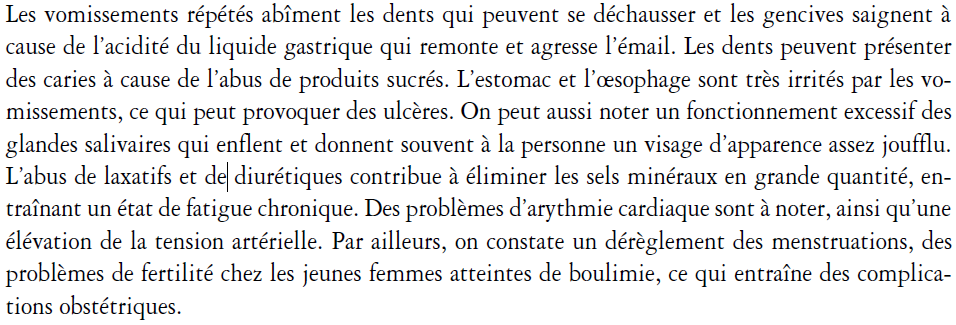 Les vomissements répétés abîment les dents qui peuvent se déchausser et les gencives saignent à
cause de l’acidité du liquide gastrique qui remonte et agresse l’émail. Les dents peuvent présenter
des caries à cause de l’abus de produits sucrés. L’estomac et l’œsophage sont très irrités par les vo-
missements, ce qui peut provoquer des ulcères. On peut aussi noter un fonctionnement excessif des
glandes salivaires qui enflent et donnent souvent à la personne un visage d’apparence assez joufflu.
L’abus de laxatifs et de diurétiques contribue à éliminer les sels minéraux en grande quantité, en-
traînant un état de fatigue chronique. Des problèmes d’arythmie cardiaque sont à noter, ainsi qu’une
élévation de la tension artérielle. Par ailleurs, on constate un dérèglement des menstruations, des
problèmes de fertilité chez les jeunes femmes atteintes de boulimie, ce qui entraîne des complica-
tions obstétriques.